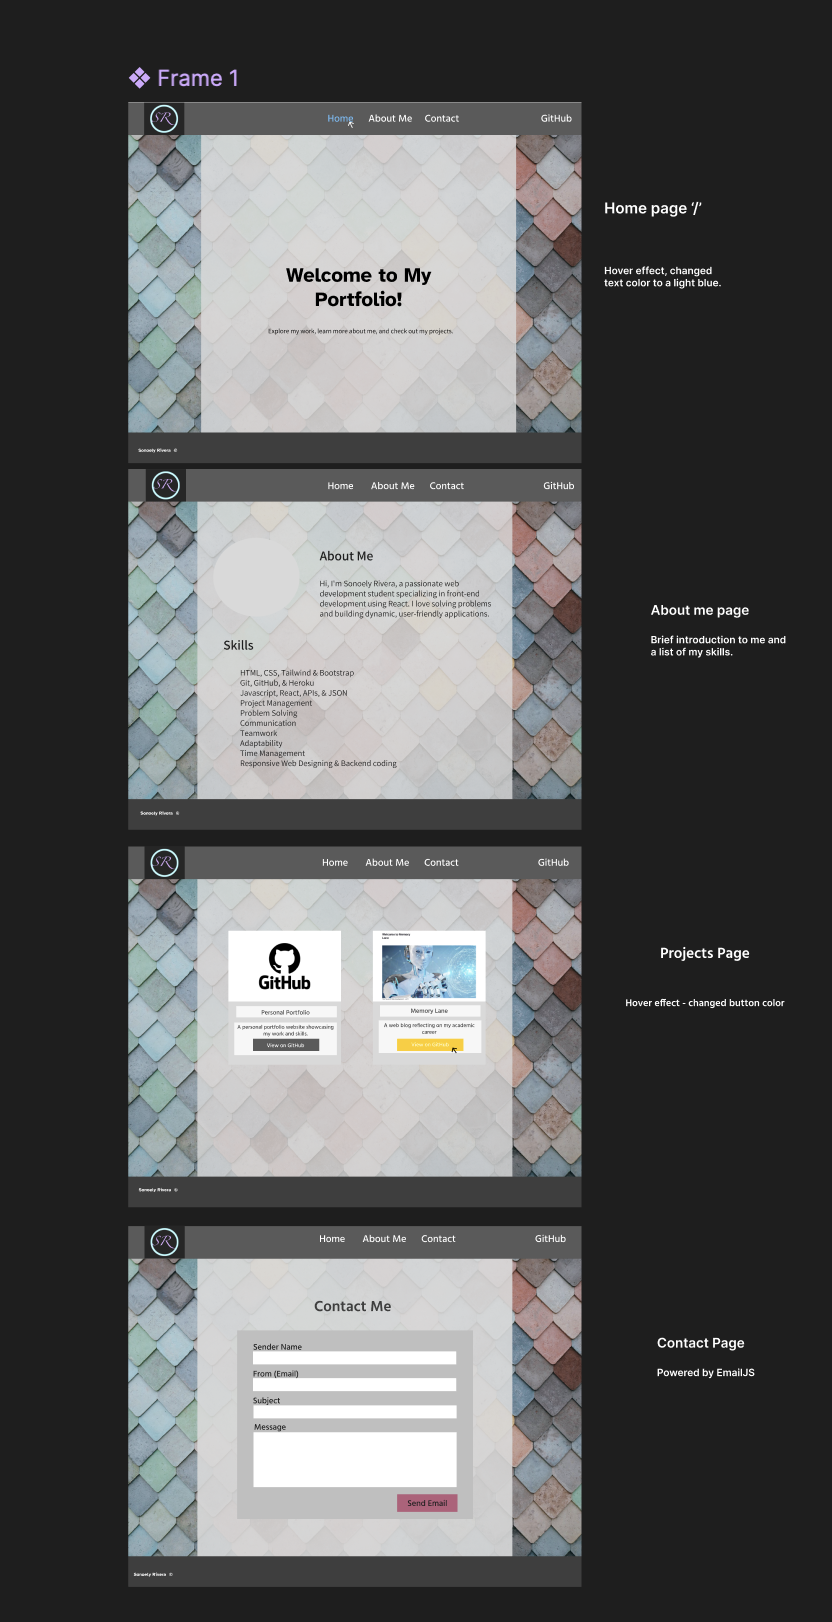 Frame 1
SR
Home About Me Contact GitHub
Welcome to My
Portfolio!
Explore my work, learn more about me, and check out my projects.
Sonoely Rivera ©
Home page ‘/’
Hover effect, changed
text color to a light blue.
SR
Home About Me Contact GitHub
About Me
Hi, I'm Sonoely Rivera, a passionate web
development student specializing in front-end
development using React. I love solving problems
and building dynamic, user-friendly applications.
Skills
HTML, CSS, Tailwind & Bootstrap
Git, GitHub, & Heroku
Javascript, React, APIs, & JSON
Project Management
Problem Solving
Communication
Teamwork
Adaptability
Time Management
Responsive Web Designing & Backend coding
Sonoely Rivera ©
About me page
Brief introduction to me and
a list of my skills.
SR
Home About Me Contact GitHub
GitHub
Personal Portfolio
A personal portfolio website showcasing
my work and skills.
View on GitHub
Welcome to Memory
Lane
Memory Lane
A web blog reflecting on my academic
career
View on GitHub
Sonoely Rivera ©
Projects Page
Hover effect - changed button color
SR
Home About Me Contact GitHub
Contact Me
Sender Name
From (Email)
Subject
Message
Send Email
Sonoely Rivera ©
Contact Page
Powered by EmailJS